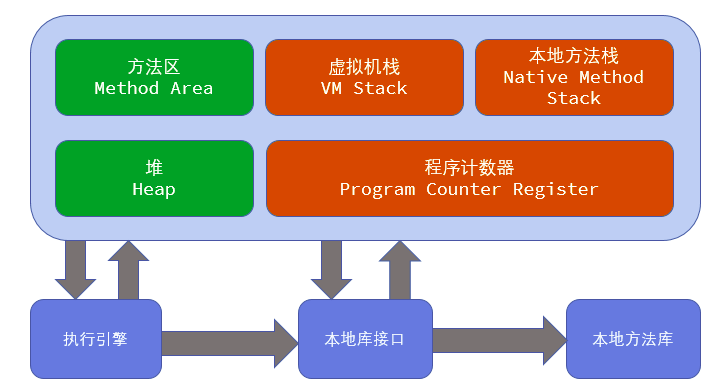 方法区
Method Area
虚拟机栈
VM Stack
本地方法栈
Native Method
Stack
堆
Heap
程序计数器
Program Counter Register
执行引擎
本地库接口
本地方法库